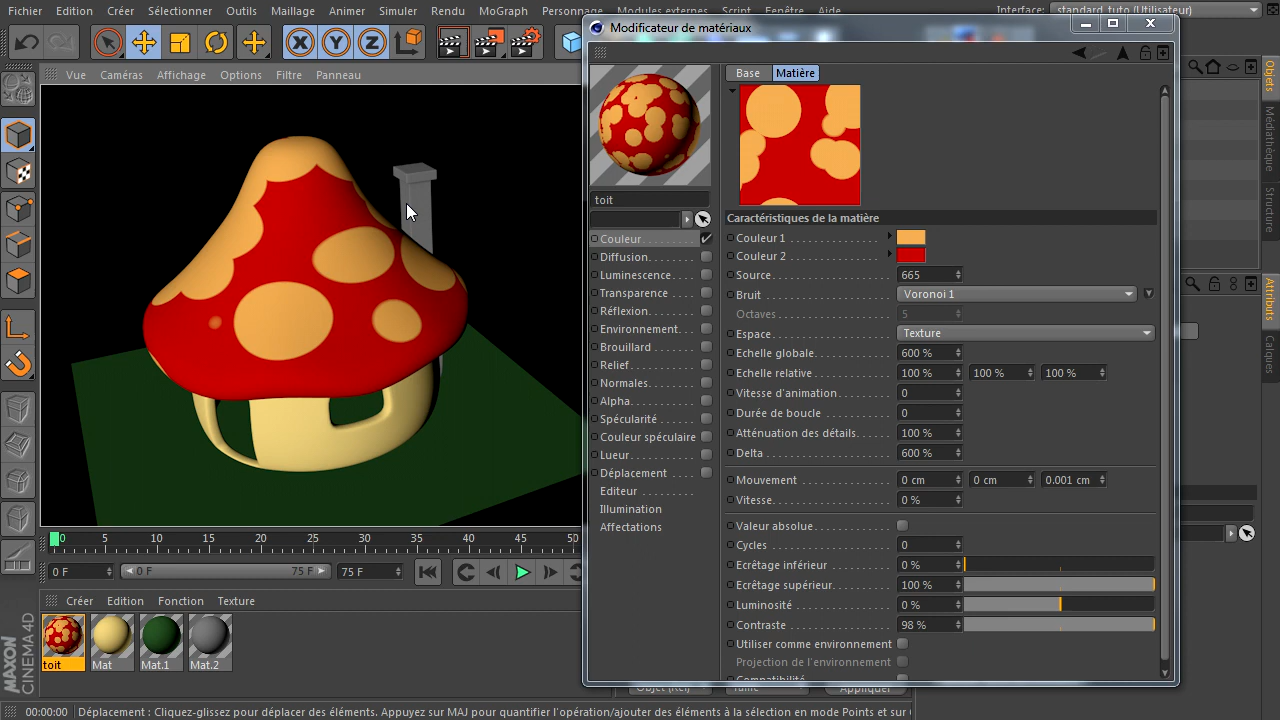 Fichier Edition Créer Sélectionner Outils Maillage Animer Simuler Rendu MoGraph Personnage Modules externes Script Fenêtre Aide Interface: standard_tuto (Utilisateur)
Modificateur de matériaux
Vue Caméras Affichage Options Filtre Panneau
Base Matière
toit
Caractéristiques de la matière
Couleur
Diffusion
Luminescence
Transparence
Réflexion
Environnement
Brouillard
Relief
Normales
Alpha
Spécularité
Couleur spéculaire
Lueur
Déplacement
Editeur
Illumination
Affectations
Couleur 1
Couleur 2
Source 665
Bruit Voronoi 1
Octaves 5
Espace Texture
Echelle globale 600 %
Echelle relative 100 % 100 % 100 %
Vitesse d'animation 0
Durée de boucle 0
Atténuation des détails 100 %
Delta 600 %
Mouvement 0 cm 0 cm 0.001 cm
Vitesse 0 %
Valeur absolue
Cycles 0
Ecrêtage inférieur 0 %
Ecrêtage supérieur 100 %
Luminosité 0 %
Contraste 98 %
Utiliser comme environnement
Projection de l'environnement
Compatibilité
Objets
Médiathèque
Attributs
Calques
0 5 10 15 20 25 30 35 40 45 50
0 F 0 F 75 F 75 F
Créer Edition Fonction Texture
toit Mat Mat.1 Mat.2
Appliquer
MAXON
CINEMA 4D
00:00:00 Déplacement : Cliquez-glissez pour déplacer des éléments. Appuyez sur MAJ pour quantifier l'opération/ajouter des éléments à la sélection en mode Points et sur